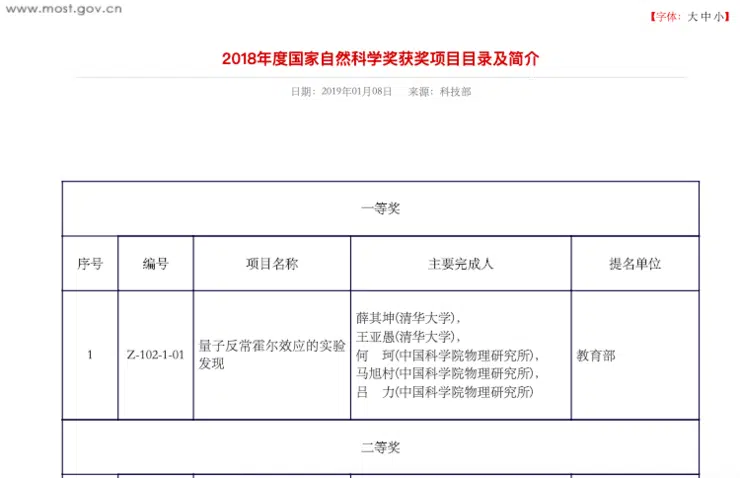 www.most.gov.cn
【字体：大 中 小】
2018年度国家自然科学奖获奖项目目录及简介
日期：2019年01月08日 来源：科技部
一等奖
序号 编号 项目名称 主要完成人 提名单位
1 Z-102-1-01 量子反常霍尔效应的实验
发现
薛其坤(清华大学)，
王亚愚(清华大学)，
何 珂(中国科学院物理研究所)，
马旭村(中国科学院物理研究所)，
吕 力(中国科学院物理研究所)
教育部
二等奖